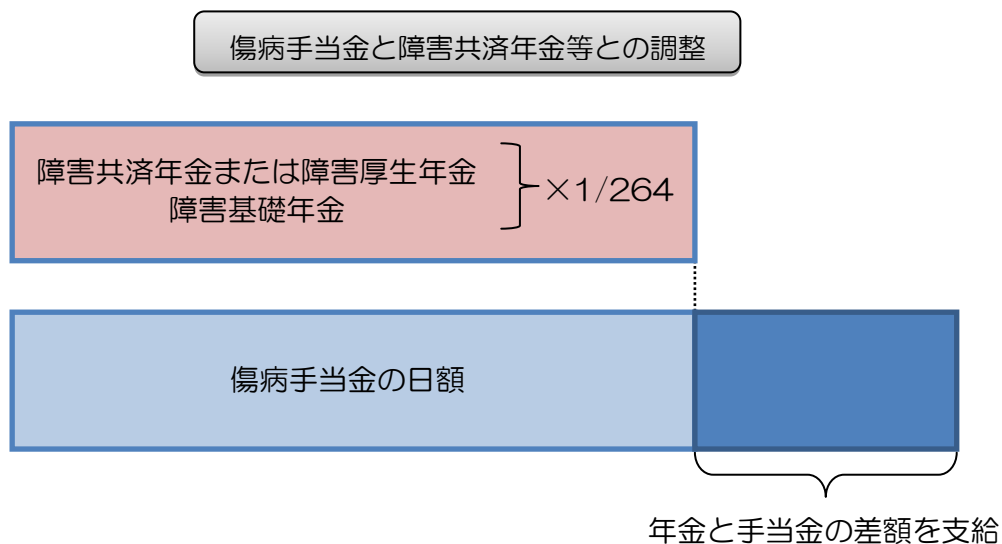 傷病手当金と障害共済年金等との調整
障害共済年金または障害厚生年金
障害基礎年金
×1/264
傷病手当金の日額
年金と手当金の差額を支給